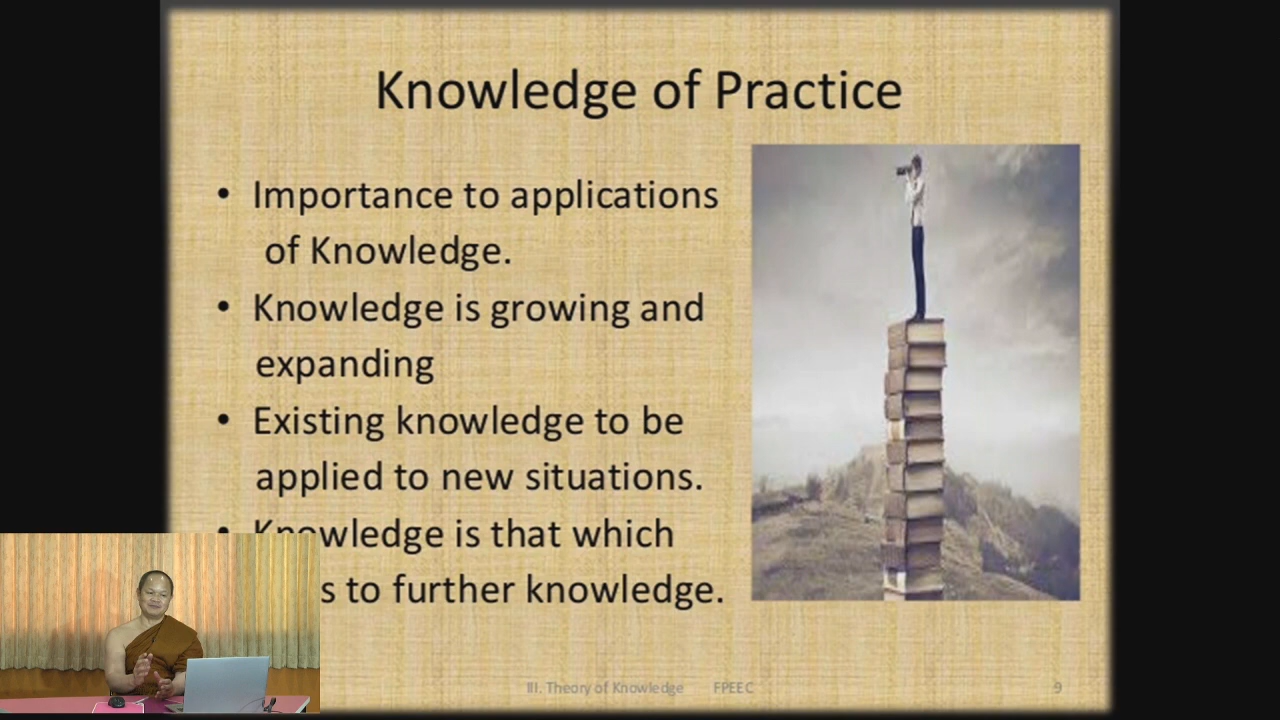 Knowledge of Practice
• Importance to applications
of Knowledge.
• Knowledge is growing and
expanding
• Existing knowledge to be
applied to new situations.
• Knowledge is that which
s to further knowledge.
III. Theory of Knowledge FPEEC 9